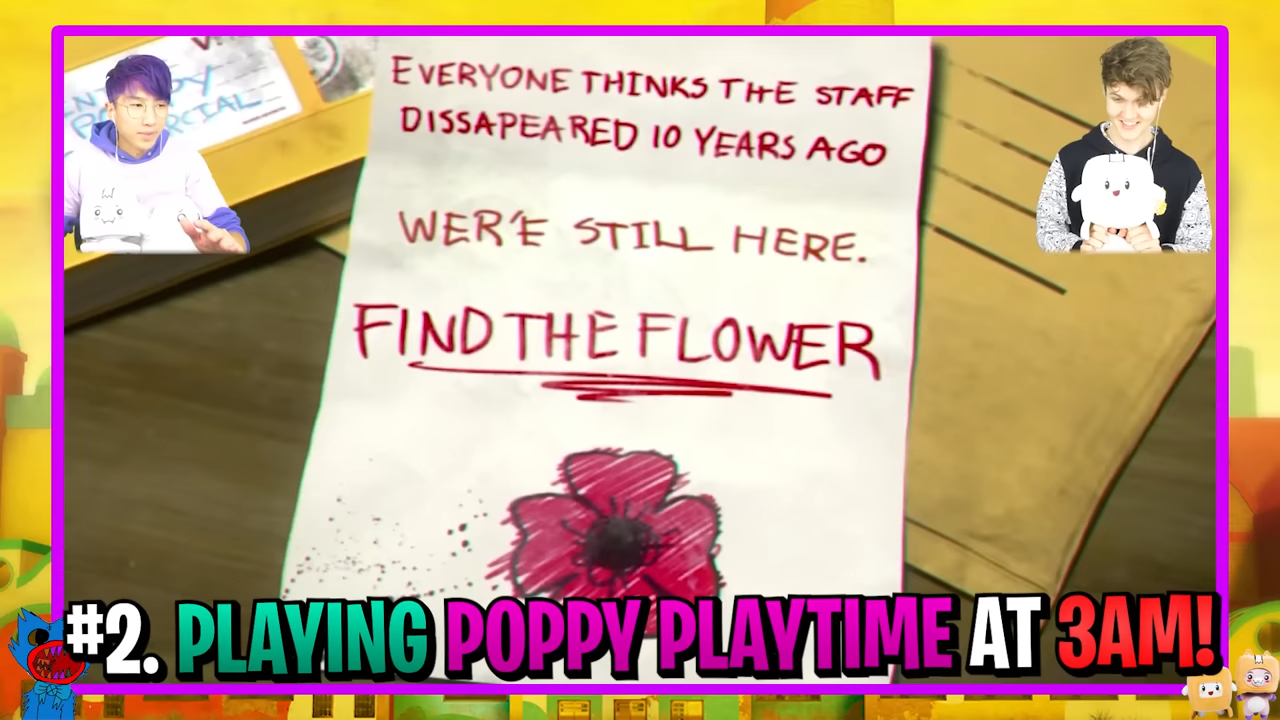 EVERYONE THINKS THE STAFF
DISSAPEARED 10 YEARS AGO
WER'E STILL HERE.
FIND THE FLOWER
#2. PLAYING POPPY PLAYTIME AT 3AM!